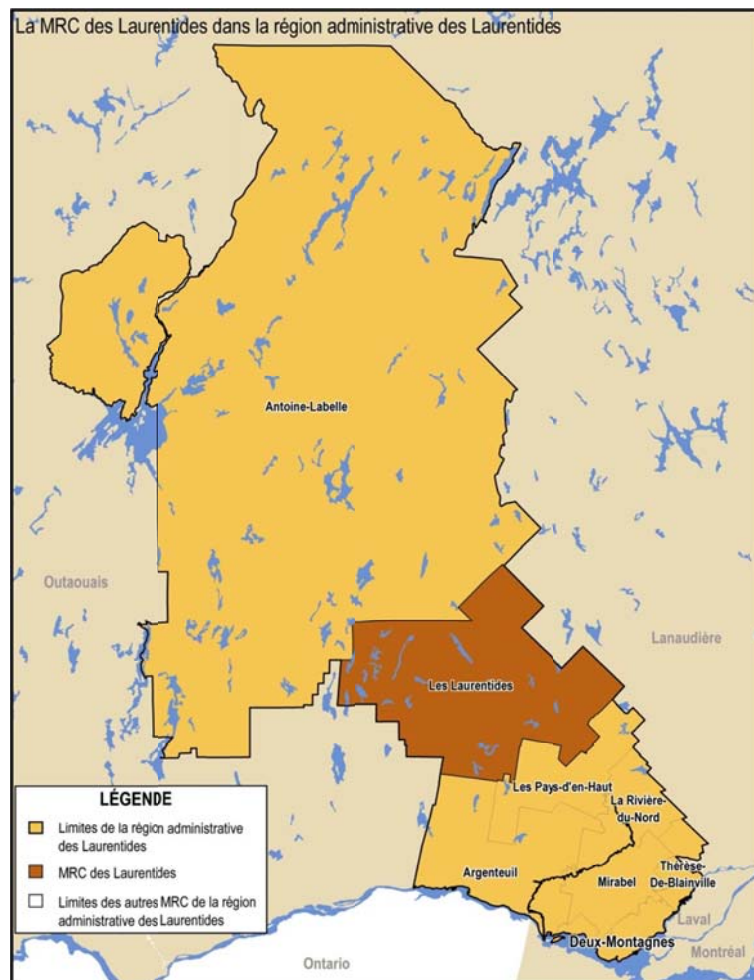 La MRC des Laurentides dans la région administrative des Laurentides
Antoine-Labelle
Outaouais
Lanaudière
Les Laurentides
Les Pays-d'en-Haut
La Rivière-
du-Nord
Argenteuil
Mirabel
Thérèse-
De-Blainville
Laval
Deux-Montagnes
Montréal
Ontario
LÉGENDE
Limites de la région administrative
des Laurentides
MRC des Laurentides
Limites des autres MRC de la région
administrative des Laurentides